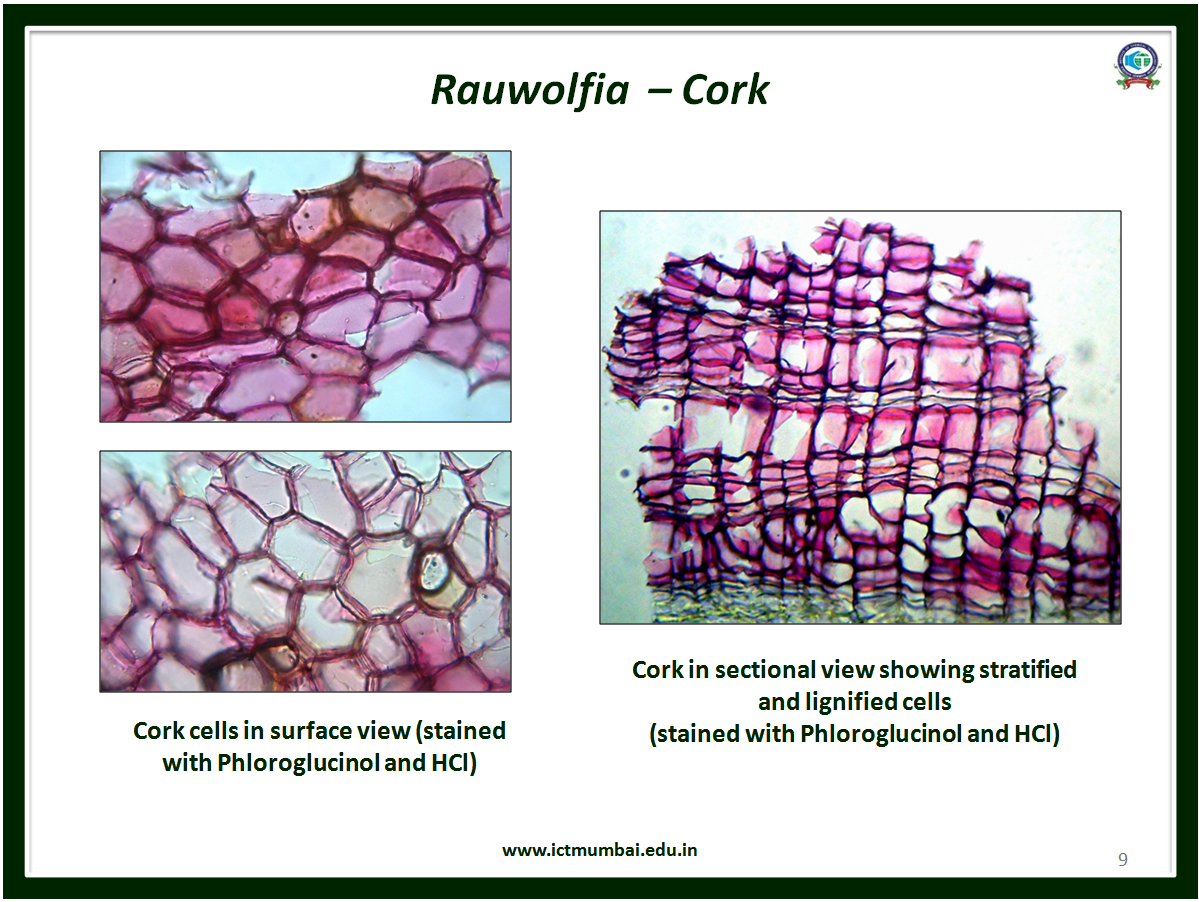 Rauwolfia – Cork
Cork cells in surface view (stained
with Phloroglucinol and HCl)
Cork in sectional view showing stratified
and lignified cells
(stained with Phloroglucinol and HCl)
www.ictmumbai.edu.in
9